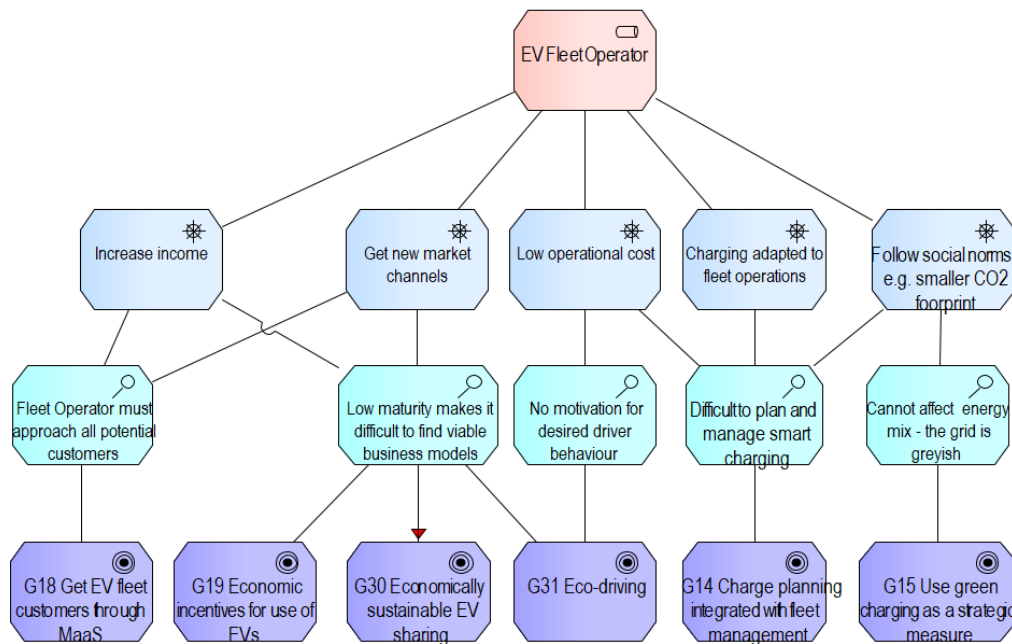 EV Fleet Operator
Increase income
Get new market
channels
Low operational cost
Charging adapted to
fleet operations
Follow social norms
e.g. smaller CO2
foorprint
Fleet Operator must
approach all potential
customers
Low maturity makes it
difficult to find viable
business models
No motivation for
desired driver
behaviour
Difficult to plan and
manage smart
charging
Cannot affect energy
mix - the grid is
greyish
G18 Get EV fleet
customers through
MaaS
G19 Economic
incentives for use of
EVs
G30 Economically
sustainable EV
sharing
G31 Eco-driving
G14 Charge planning
integrated with fleet
management
G15 Use green
charging as a strategic
measure